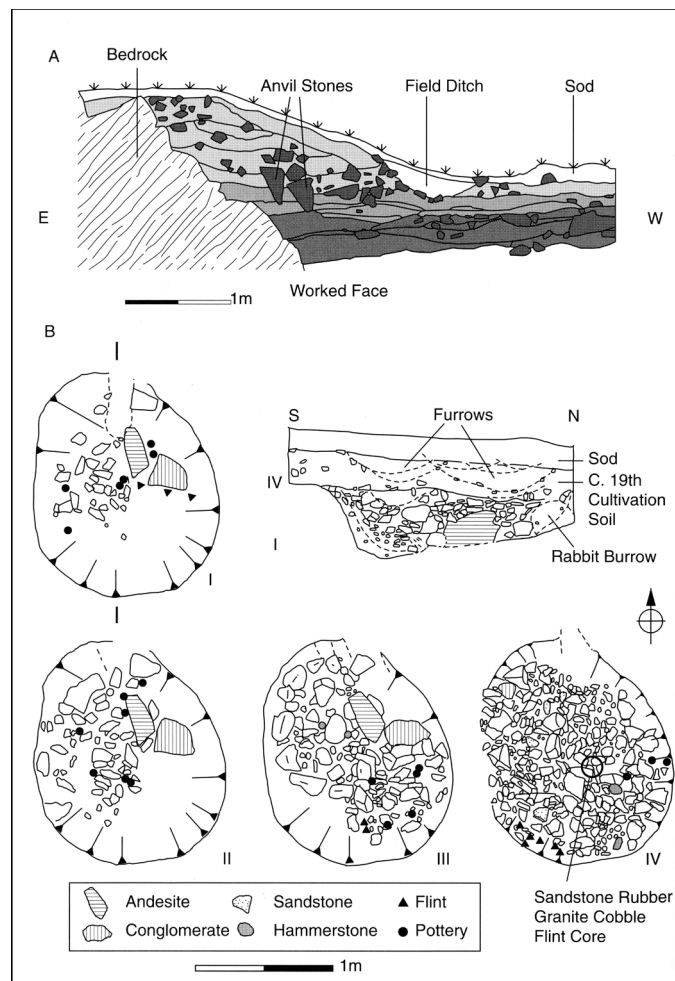 A
Bedrock
Anvil Stones
Field Ditch
Sod
E
W
Worked Face
1m
B
I
I
I
S
Furrows
N
IV
Sod
C. 19th
Cultivation
Soil
I
Rabbit Burrow
II
III
IV
Sandstone Rubber
Granite Cobble
Flint Core
Andesite
Sandstone
Flint
Conglomerate
Hammerstone
Pottery
1m